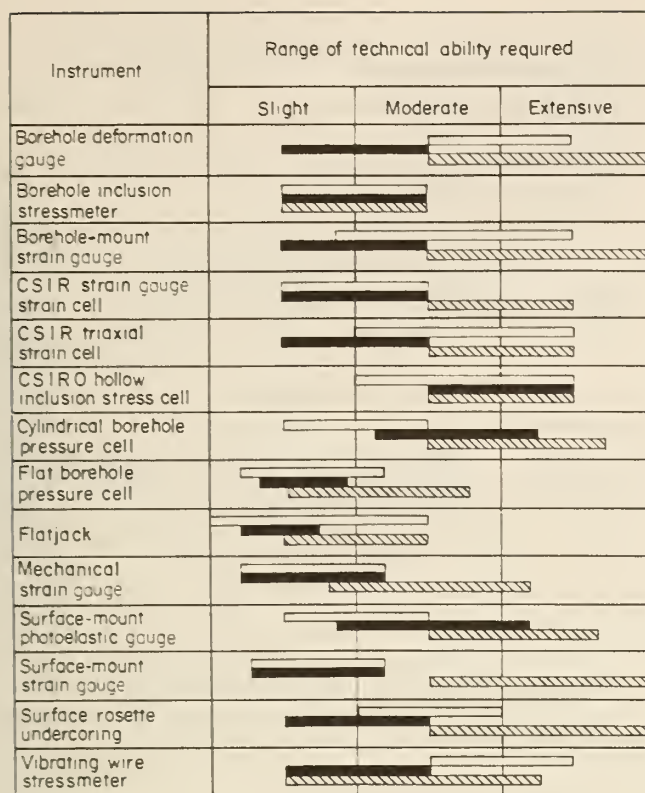 Instrument
Range of technical ability required
Slight
Moderate
Extensive
Borehole deformation
gauge
Borehole inclusion
stressmeter
Borehole-mount
strain gauge
CSIR strain gauge
strain cell
CSIR triaxial
strain cell
CSIRO hollow
inclusion stress cell
Cylindrical borehole
pressure cell
Flat borehole
pressure cell
Flatjack
Mechanical
strain gauge
Surface-mount
photoelastic gauge
Surface-mount
strain gauge
Surface rosette
undercoring
Vibrating wire
stressmeter